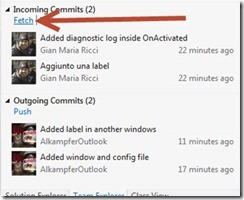 Incoming Commits (2)
Fetch
Added diagnostic log inside OnActivated
Gian Maria Ricci 22 minutes ago
Aggiunto una label
Gian Maria Ricci 22 minutes ago
Outgoing Commits (2)
Push
Added label in another windows
AlkampferOutlook 11 minutes ago
Added window and config file
AlkampferOutlook 17 minutes ago
Solution Explorer Team Explorer Class View